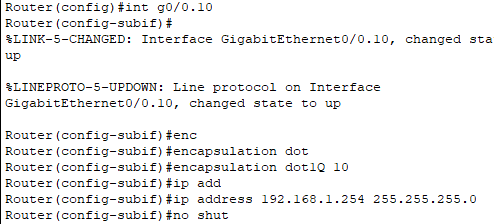 Router(config)#int g0/0.10
Router(config-subif)#
%LINK-5-CHANGED: Interface GigabitEthernet0/0.10, changed sta
up
%LINEPROTO-5-UPDOWN: Line protocol on Interface
GigabitEthernet0/0.10, changed state to up
Router(config-subif)#enc
Router(config-subif)#encapsulation dot
Router(config-subif)#encapsulation dot1Q 10
Router(config-subif)#ip add
Router(config-subif)#ip address 192.168.1.254 255.255.255.0
Router(config-subif)#no shut